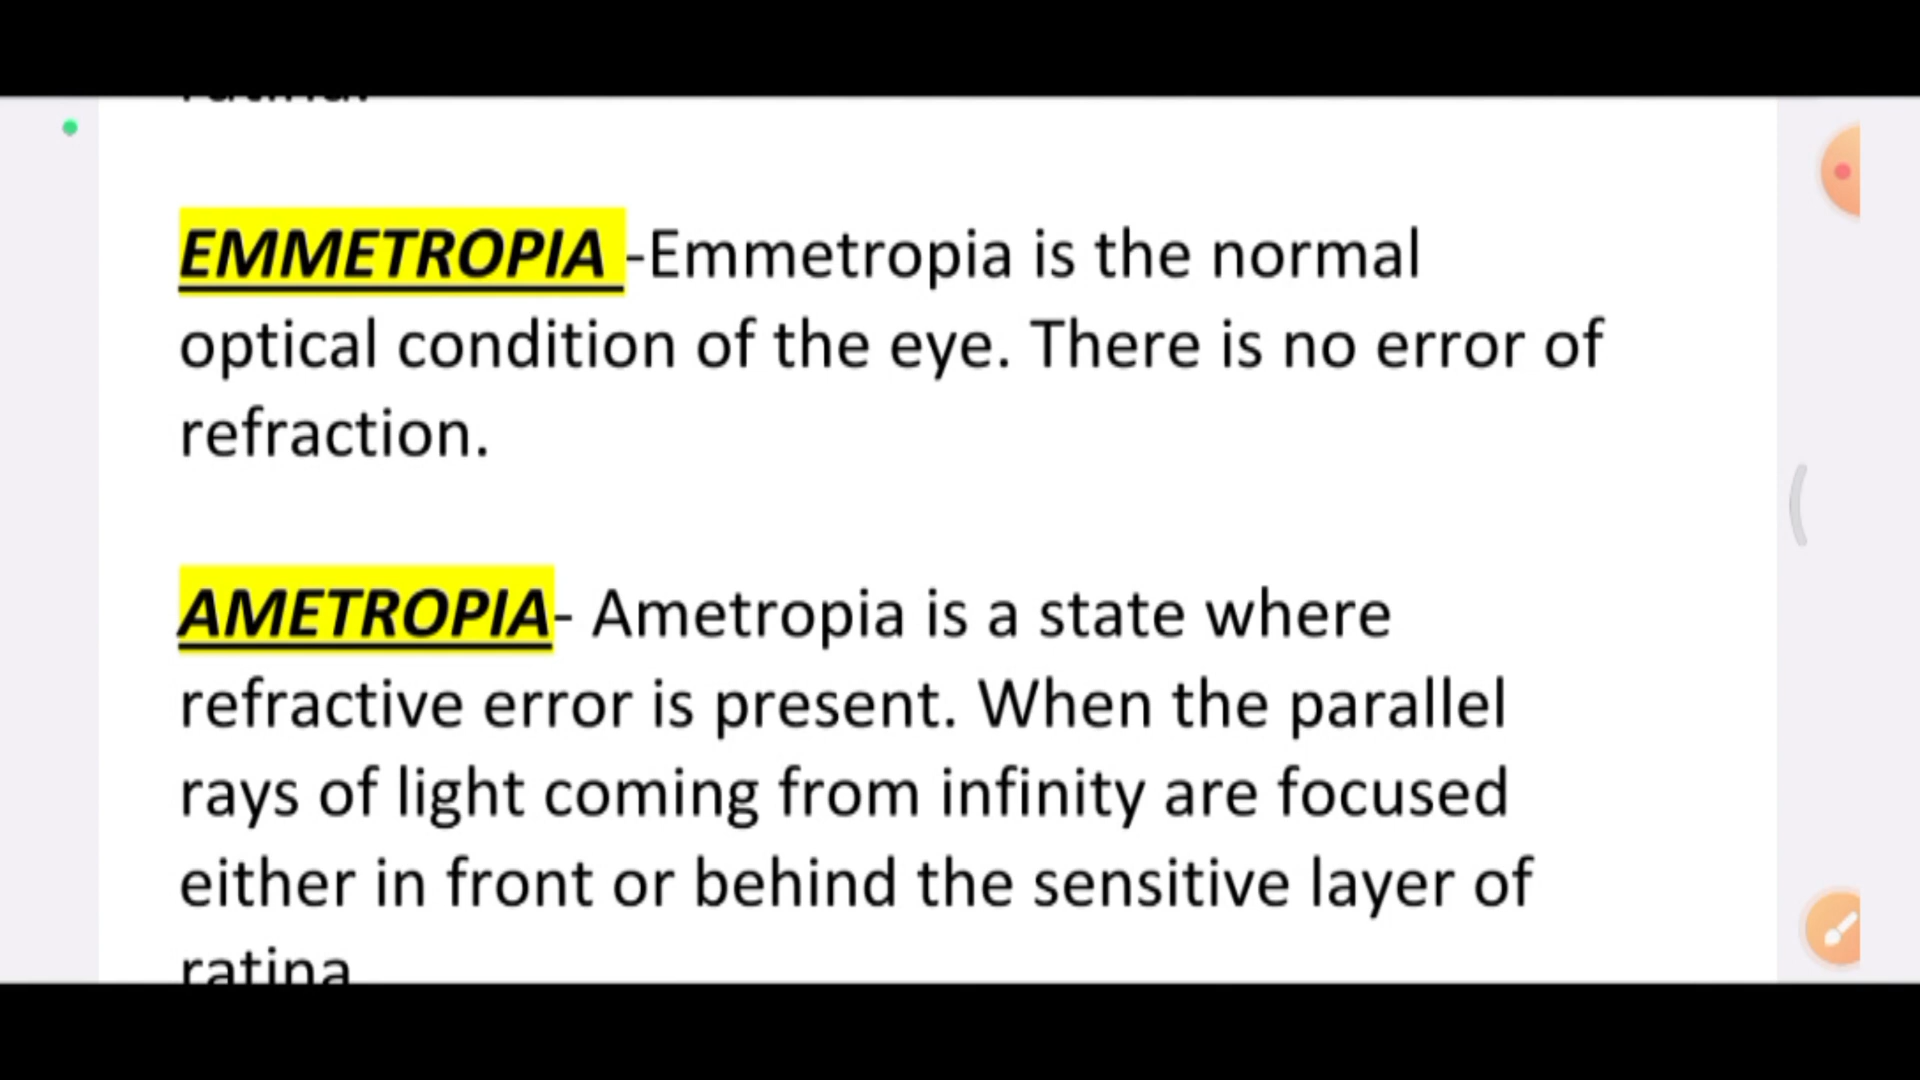 EMMETROPIA -Emmetropia is the normal
optical condition of the eye. There is no error of
refraction.
AMETROPIA- Ametropia is a state where
refractive error is present. When the parallel
rays of light coming from infinity are focused
either in front or behind the sensitive layer of
ratina